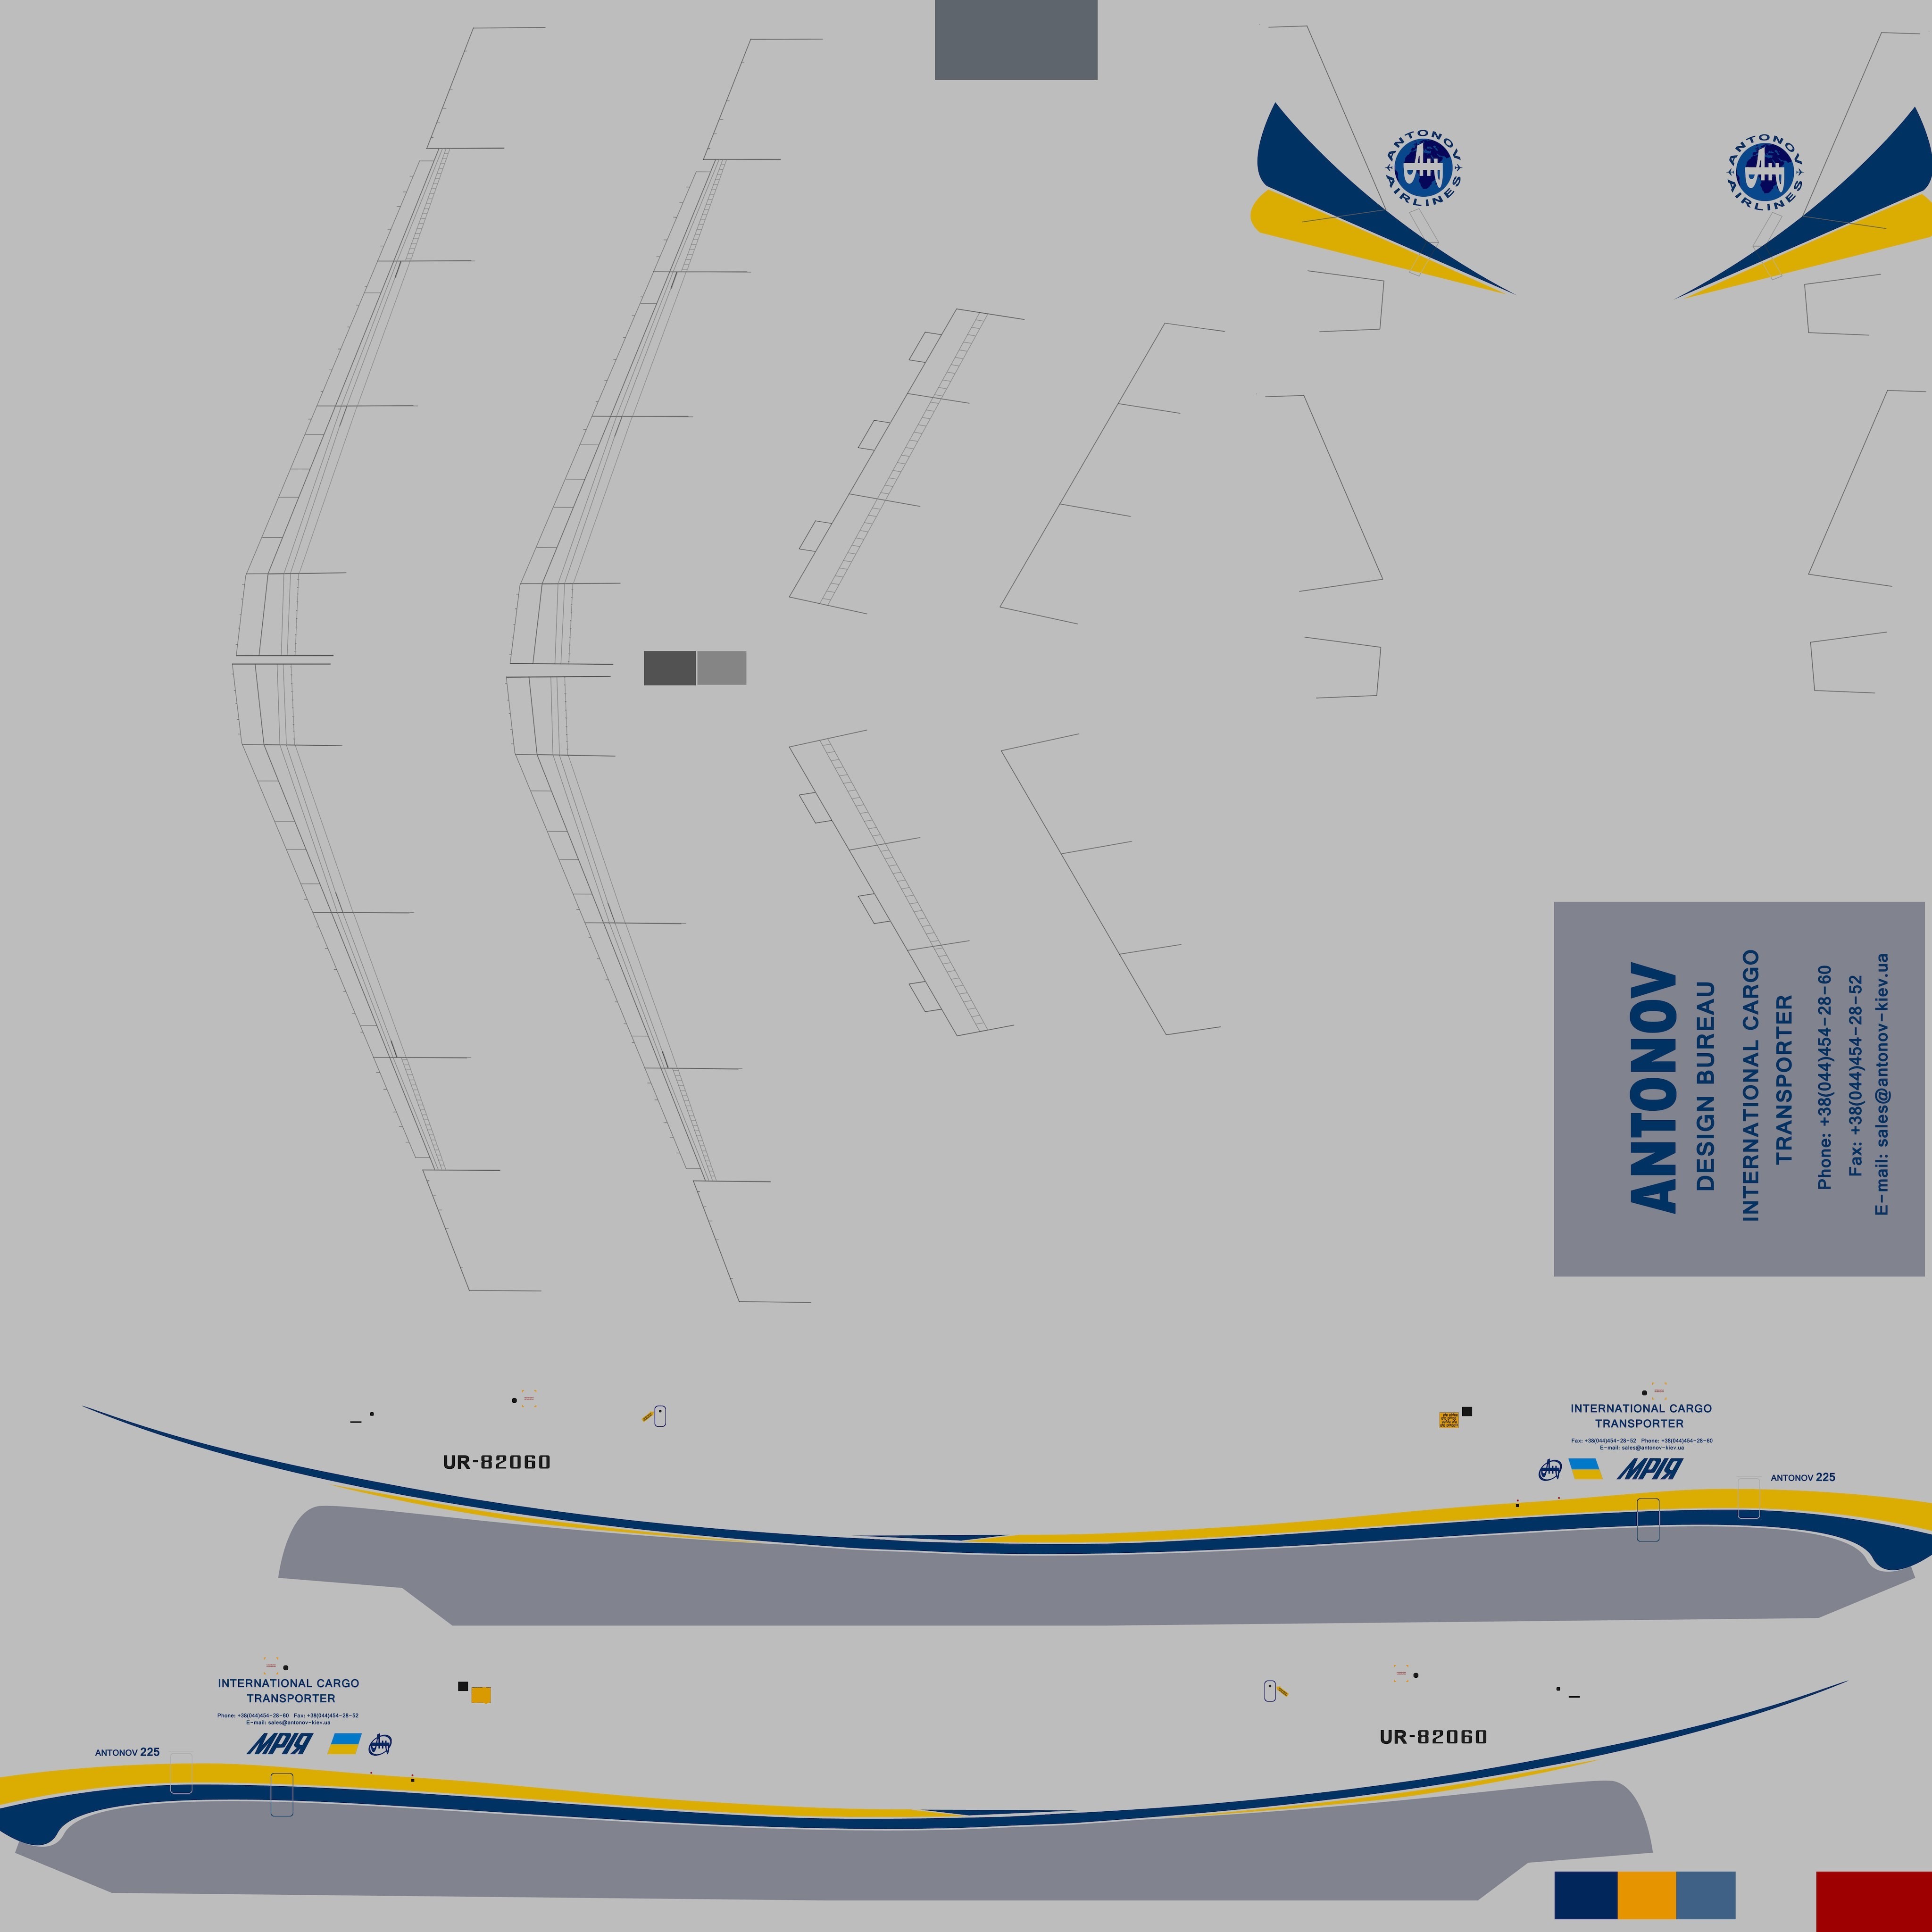 ANTONOV
AIRLINES
ANTONOV
AIRLINES
ANTONOV
DESIGN BUREAU
INTERNATIONAL CARGO
TRANSPORTER
Phone: +38(044)454-28-60
Fax: +38(044)454-28-52
E-mail: sales@antonov-kiev.ua
INTERNATIONAL CARGO
TRANSPORTER
Fax: +38(044)454-28-52 Phone: +38(044)454-28-60
E-mail: sales@antonov-kiev.ua
UR-82060
МРІЯ
ANTONOV 225
INTERNATIONAL CARGO
TRANSPORTER
Phone: +38(044)454-28-60 Fax: +38(044)454-28-52
E-mail: sales@antonov-kiev.ua
UR-82060
МРІЯ
ANTONOV 225